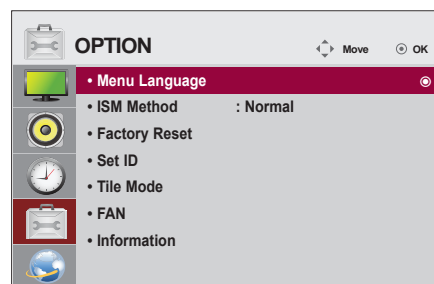 OPTION Move OK
• Menu Language
• ISM Method : Normal
• Factory Reset
• Set ID
• Tile Mode
• FAN
• Information